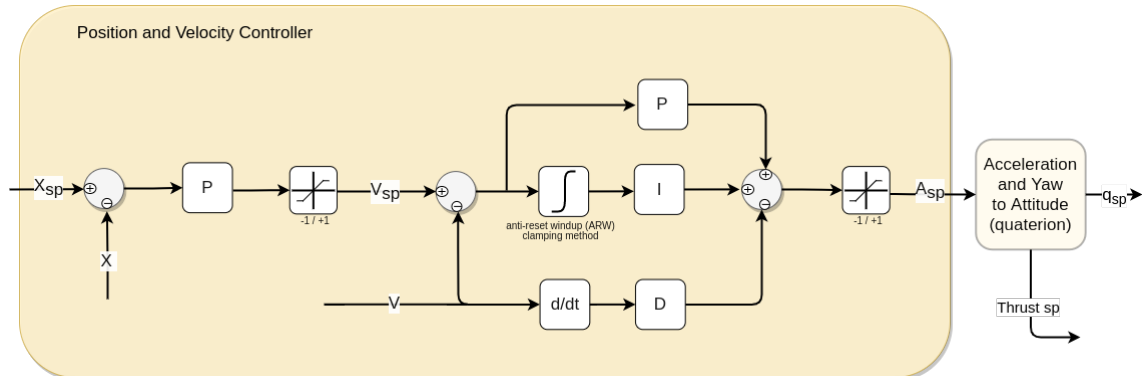 Position and Velocity Controller
P
Xsp
P
-1 / +1
Vsp
anti-reset windup (ARW)
clamping method
I
-1 / +1
Asp
Acceleration
and Yaw
to Attitude
(quaterion)
qsp
X
V
d/dt
D
Thrust sp